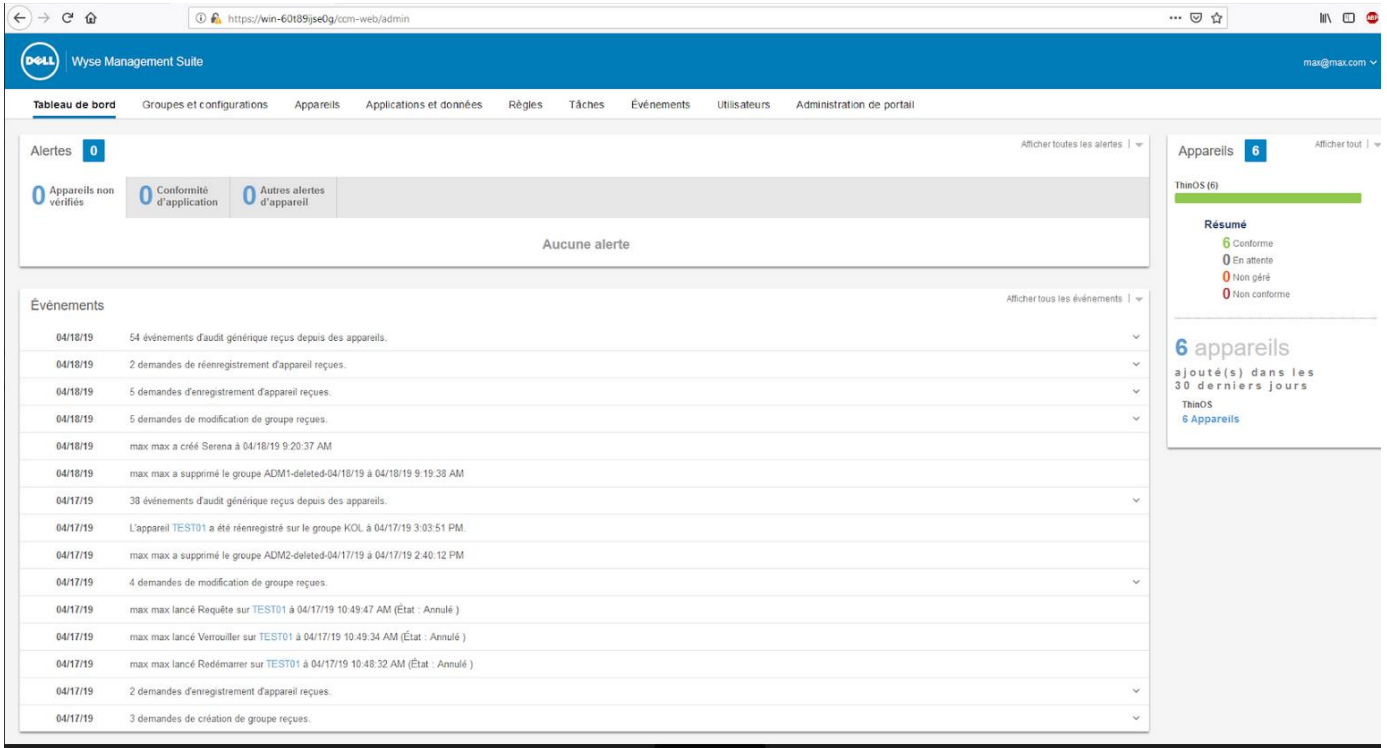 https://win-60t89ijse0g/ccm-web/admin
DELL
Wyse Management Suite
max@max.com
Tableau de bord Groupes et configurations Appareils Applications et données Règles Tâches Événements Utilisateurs Administration de portail
Alertes 0
Afficher toutes les alertes
0 Appareils non vérifiés
0 Conformité d'application
0 Autres alertes d'appareil
Aucune alerte
Événements
Afficher tous les événements
04/18/19 54 événements d'audit générique reçus depuis des appareils.
04/18/19 2 demandes de réenregistrement d'appareil reçues.
04/18/19 5 demandes d'enregistrement d'appareil reçues.
04/18/19 5 demandes de modification de groupe reçues.
04/18/19 max max a créé Serena à 04/18/19 9:20:37 AM
04/18/19 max max a supprimé le groupe ADM1-deleted-04/18/19 à 04/18/19 9:19:38 AM
04/17/19 38 événements d'audit générique reçus depuis des appareils.
04/17/19 L'appareil TEST01 a été réenregistré sur le groupe KOL à 04/17/19 3:03:51 PM.
04/17/19 max max a supprimé le groupe ADM2-deleted-04/17/19 à 04/17/19 2:40:12 PM
04/17/19 4 demandes de modification de groupe reçues.
04/17/19 max max lancé Requête sur TEST01 à 04/17/19 10:49:47 AM (État : Annulé )
04/17/19 max max lancé Verrouiller sur TEST01 à 04/17/19 10:49:34 AM (État : Annulé )
04/17/19 max max lancé Redémarrer sur TEST01 à 04/17/19 10:48:32 AM (État : Annulé )
04/17/19 2 demandes d'enregistrement d'appareil reçues.
04/17/19 3 demandes de création de groupe reçues.
Appareils 6
Afficher tout
ThinOS (6)
Résumé
6 Conforme
0 En attente
0 Non géré
0 Non conforme
6 appareils
ajouté(s) dans les
30 derniers jours
ThinOS
6 Appareils
ABP